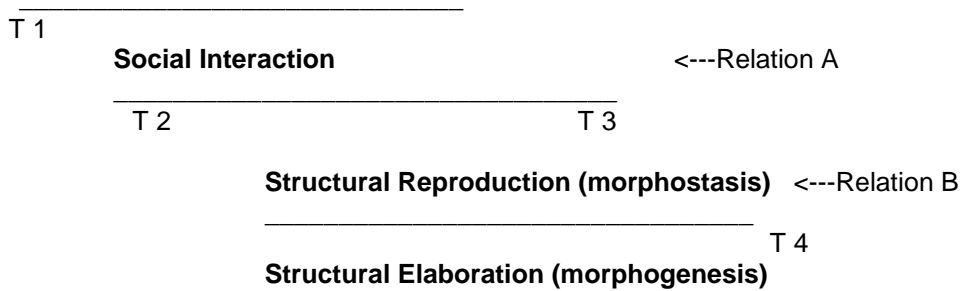 T 1
Social Interaction <---Relation A
T 2 T 3
Structural Reproduction (morphostasis) <---Relation B
T 4
Structural Elaboration (morphogenesis)